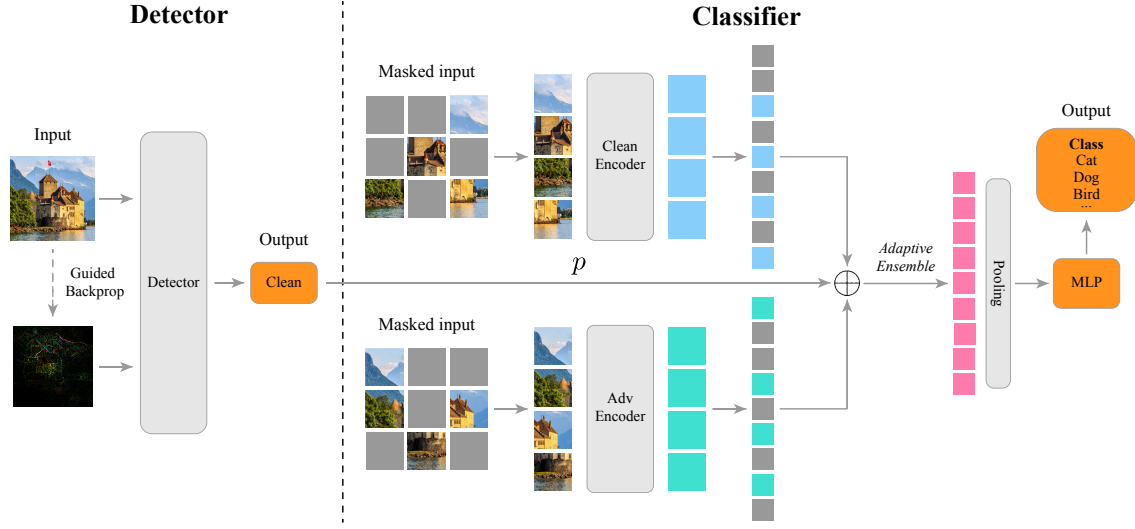 Detector
Classifier
Input
Guided
Backprop
Detector
Output
Clean
Masked input
Clean
Encoder
p
Masked input
Adv
Encoder
Adaptive
Ensemble
Pooling
MLP
Output
Class
Cat
Dog
Bird
...